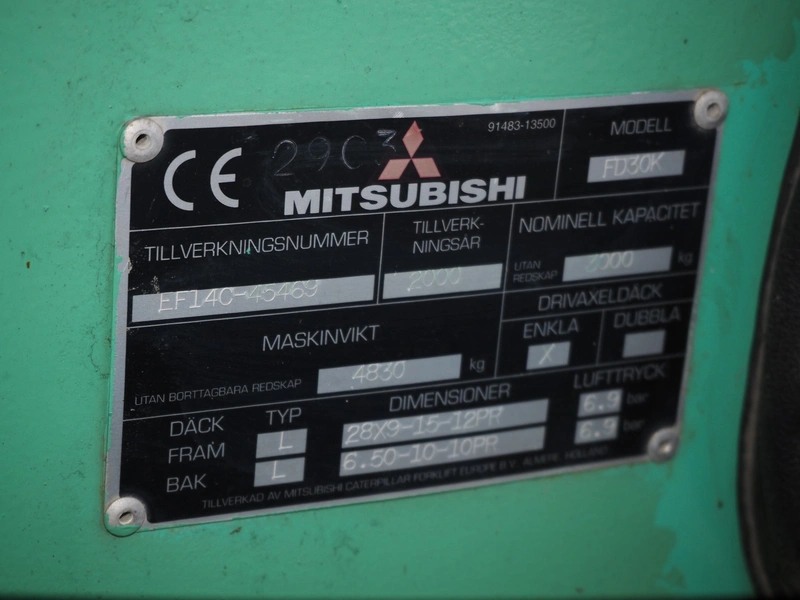 CE 29C3 MITSUBISHI
91483-13500
MODELL
FD30K
TILLVERKNINGSNUMMER
EF14C-45469
TILLVERK-
NINGSÅR
2000
NOMINELL KAPACITET
UTAN
REDSKAP 3000 kg
MASKINVIKT
UTAN BORTTAGBARA REDSKAP 4830 kg
DRIVAXELDÄCK
ENKLA DUBBLA
X
DÄCK TYP DIMENSIONER LUFTTRYCK
FRAM L 28X9-15-12PR 6.9 bar
BAK L 6.50-10-10PR 6.9 bar
TILLVERKAD AV MITSUBISHI CATERPILLAR FORKLIFT EUROPE B.V. ALMERE HOLLAND